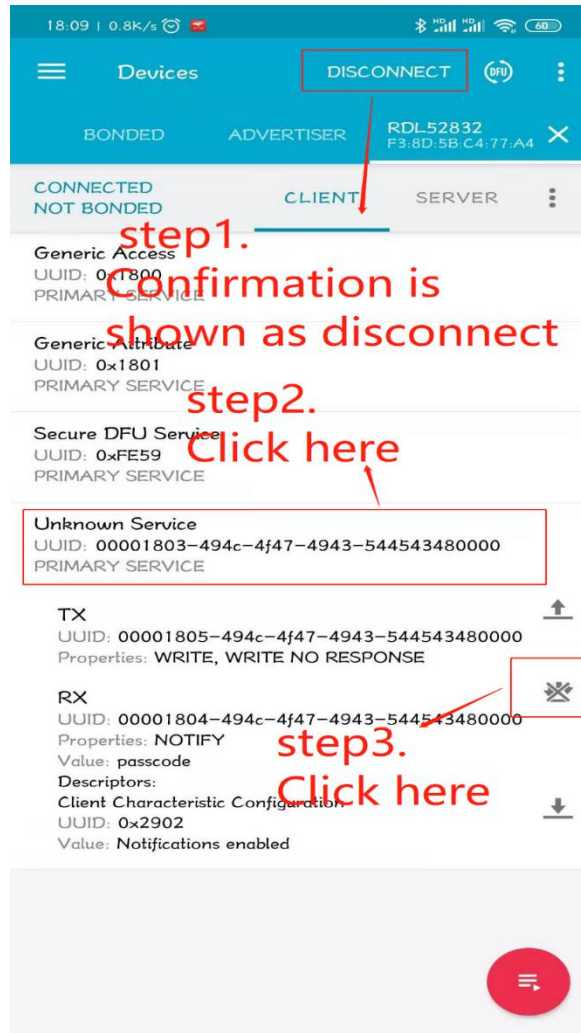 18:09 | 0.8K/s
HD HD 60
Devices DISCONNECT DFU
BONDED ADVERTISER RDL52832
F3:8D:5B:C4:77:A4
CONNECTED
NOT BONDED CLIENT SERVER
step1.
Confirmation is
shown as disconnect
Generic Access
UUID: 0x1800
PRIMARY SERVICE
Generic Attribute
UUID: 0x1801
PRIMARY SERVICE
step2.
Click here
Secure DFU Service
UUID: 0xFE59
PRIMARY SERVICE
Unknown Service
UUID: 00001803-494c-4f47-4943-544543480000
PRIMARY SERVICE
TX
UUID: 00001805-494c-4f47-4943-544543480000
Properties: WRITE, WRITE NO RESPONSE
RX
UUID: 00001804-494c-4f47-4943-544543480000
Properties: NOTIFY
Value: passcode
Descriptors:
Client Characteristic Configuration
UUID: 0x2902
Value: Notifications enabled
step3.
Click here